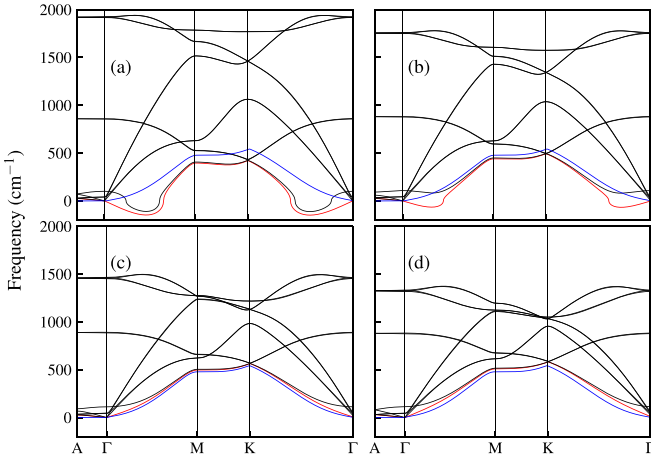 2000
1500
1000
500
0
(a)
(b)
Frequency (cm⁻¹)
2000
1500
1000
500
0
(c)
(d)
A Γ M K Γ
A Γ M K Γ